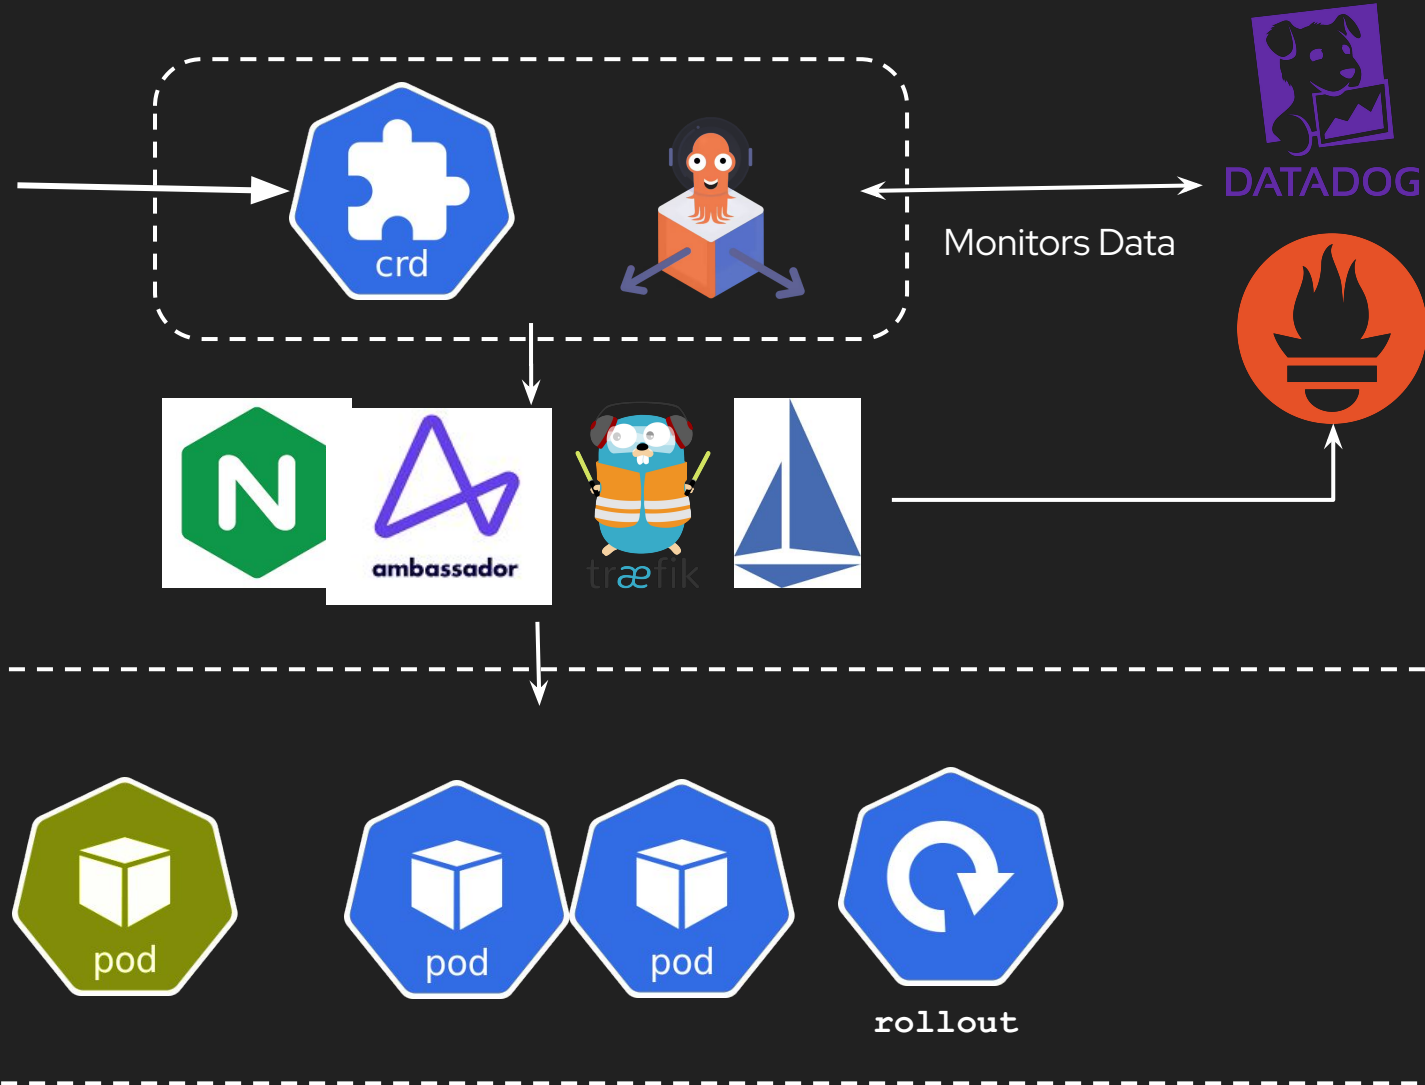 DATADOG
crd
Monitors Data
N
ambassador
træfik
pod
pod
pod
rollout